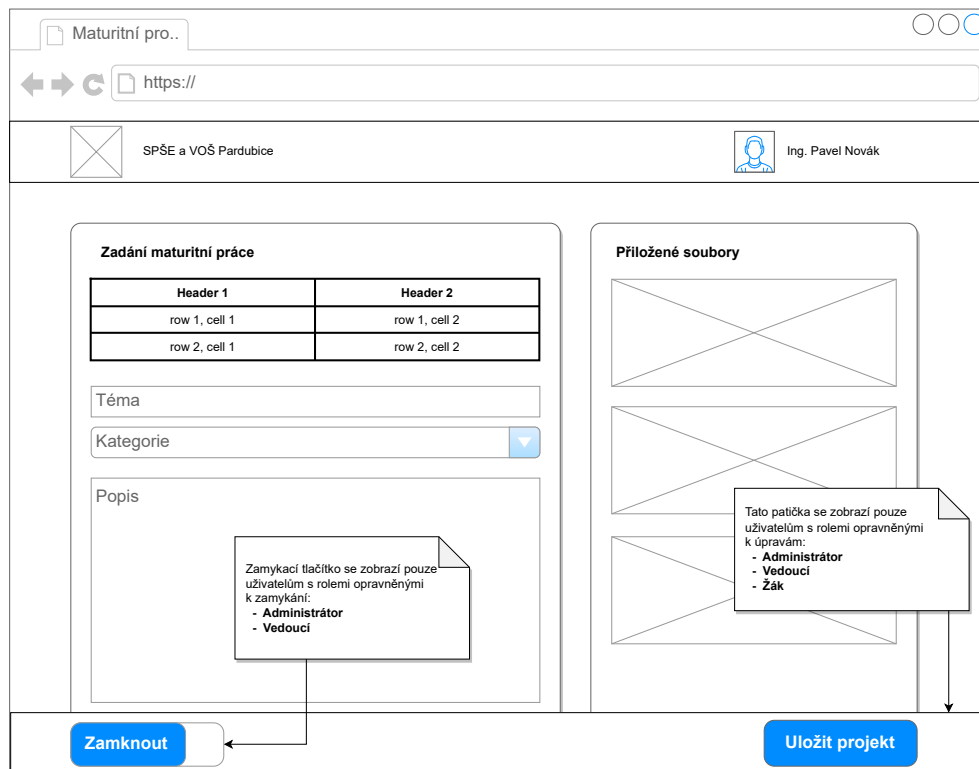 Maturitní pro..
https://
SPŠE a VOŠ Pardubice
Ing. Pavel Novák
Zadání maturitní práce
Header 1 Header 2
row 1, cell 1 row 1, cell 2
row 2, cell 1 row 2, cell 2
Téma
Kategorie
Popis
Zamykací tlačítko se zobrazí pouze
uživatelům s rolemi opravněnými
k zamykání:
- Administrátor
- Vedoucí
Přiložené soubory
Tato patička se zobrazí pouze
uživatelům s rolemi opravněnými
k úpravám:
- Administrátor
- Vedoucí
- Žák
Zamknout
Uložit projekt